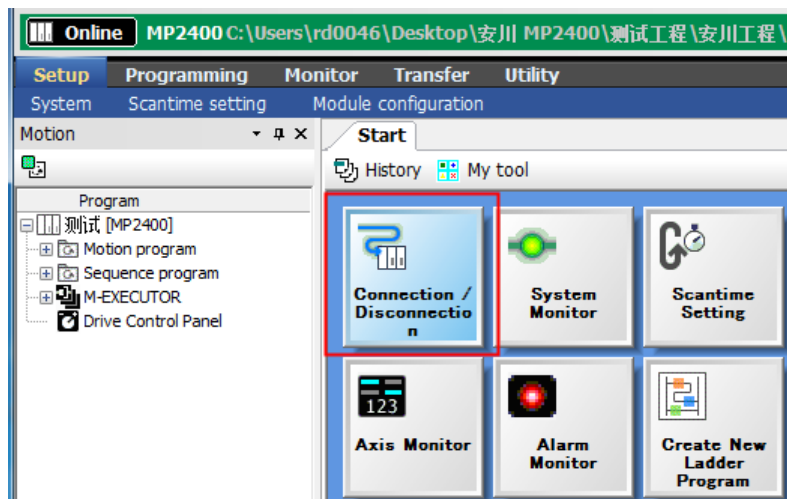 Online MP2400 C:\Users\rd0046\Desktop\安川 MP2400\测试工程\安川工程\
Setup Programming Monitor Transfer Utility
System Scantime setting Module configuration
Motion
Start
History My tool
Program
测试 [MP2400]
Motion program
Sequence program
M-EXECUTOR
Drive Control Panel
Connection /
Disconnectio
n
System
Monitor
Scantime
Setting
123
Axis Monitor
Alarm
Monitor
Create New
Ladder
Program